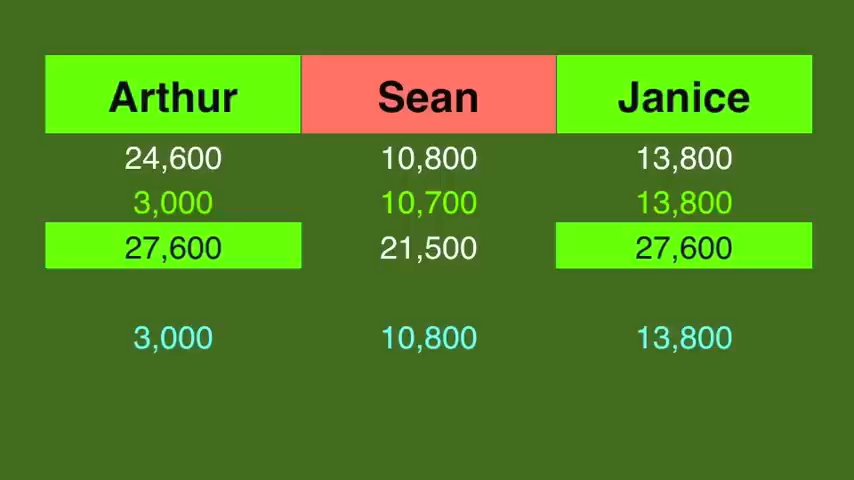 Arthur Sean Janice
24,600 10,800 13,800
3,000 10,700 13,800
27,600 21,500 27,600
3,000 10,800 13,800